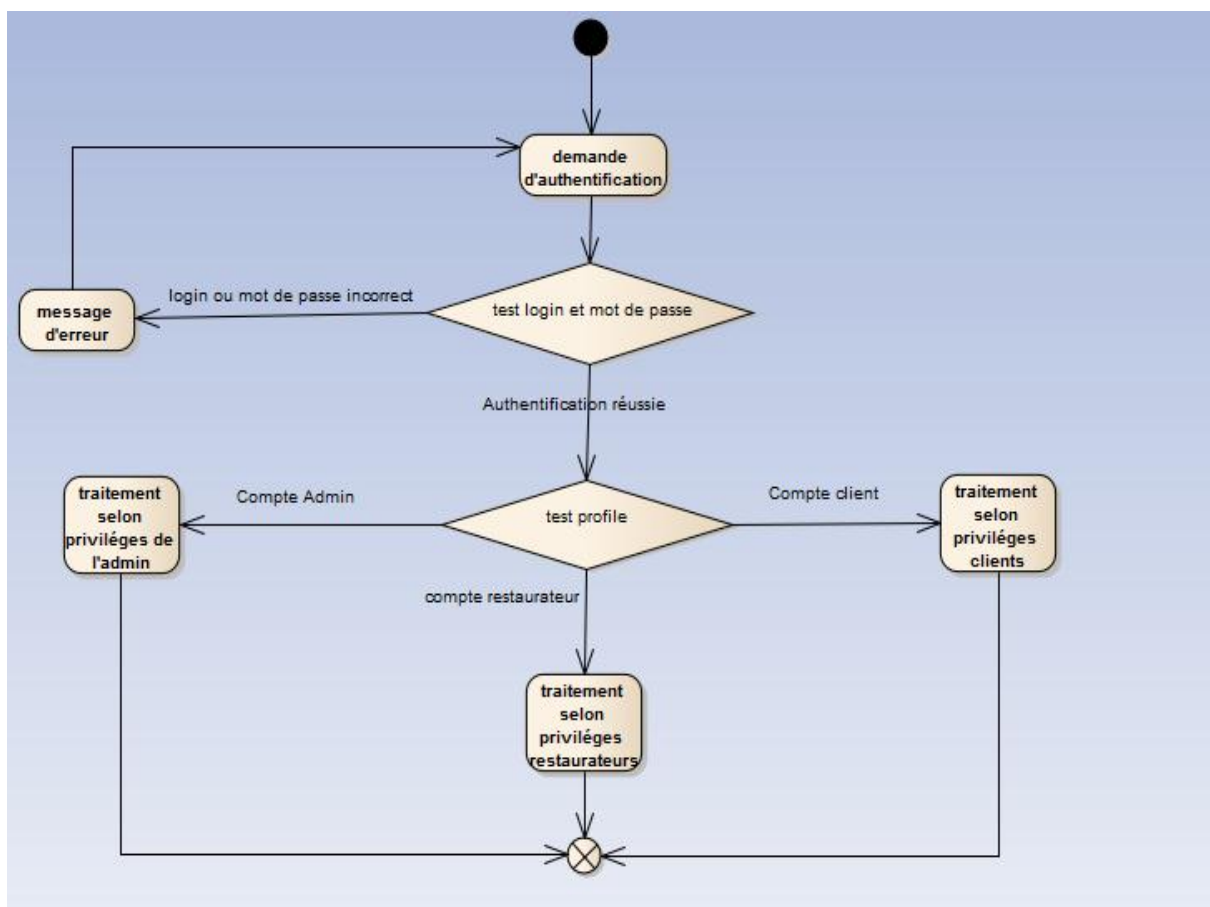 demande
d'authentification
login ou mot de passe incorrect
test login et mot de passe
message
d'erreur
Authentification réussie
traitement
selon
priviléges de
l'admin
Compte Admin
test profile
Compte client
traitement
selon
priviléges
clients
compte restaurateur
traitement
selon
priviléges
restaurateurs